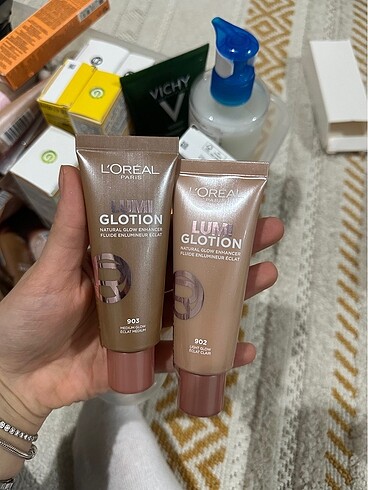 VICHY
L'ORÉAL
PARIS
LUMI
GLOTION
NATURAL GLOW ENHANCER
FLUIDE ENLUMINEUR ÉCLAT
903
MEDIUM GLOW
ÉCLAT MEDIUM
L'ORÉAL
PARIS
LUMI
GLOTION
NATURAL GLOW ENHANCER
FLUIDE ENLUMINEUR ÉCLAT
902
LIGHT GLOW
ÉCLAT CLAIR